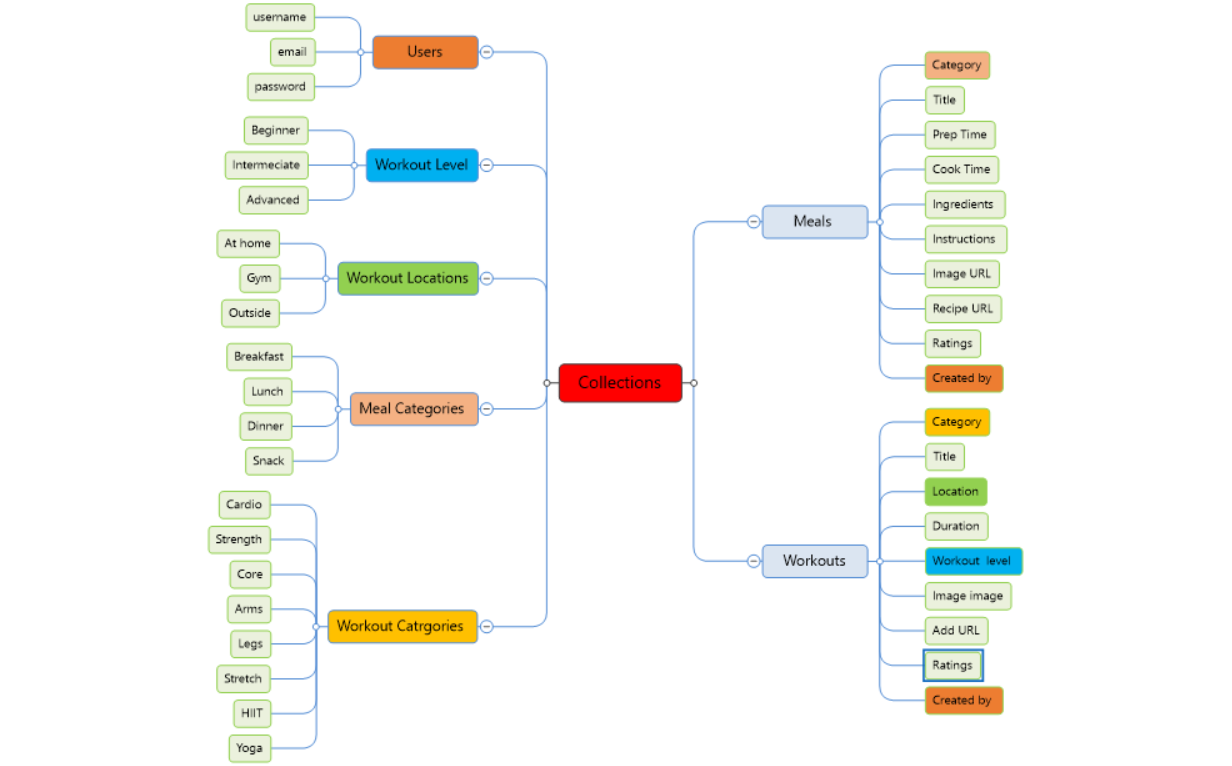 username
email
password
Users
Beginner
Intermeciate
Advanced
Workout Level
At home
Gym
Outside
Workout Locations
Breakfast
Lunch
Dinner
Snack
Meal Categories
Cardio
Strength
Core
Arms
Legs
Stretch
HIIT
Yoga
Workout Catrgories
Collections
Meals
Category
Title
Prep Time
Cook Time
Ingredients
Instructions
Image URL
Recipe URL
Ratings
Created by
Workouts
Category
Title
Location
Duration
Workout level
Image image
Add URL
Ratings
Created by